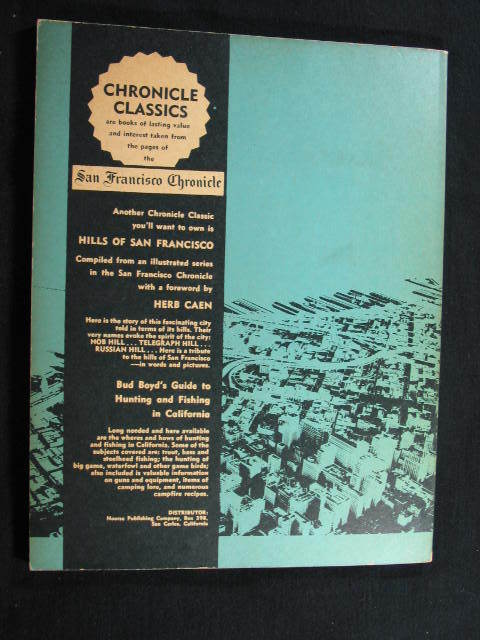 CHRONICLE
CLASSICS
are books of lasting value
and interest taken from
the pages of
the
San Francisco Chronicle
Another Chronicle Classic
you'll want to own is
HILLS OF SAN FRANCISCO
Compiled from an illustrated series
in the San Francisco Chronicle
with a foreword by
HERB CAEN
Here is the story of this fascinating city
told in terms of its hills. Their
very names evoke the spirit of the city:
NOB HILL . . . TELEGRAPH HILL . . .
RUSSIAN HILL . . . Here is a tribute
to the hills of San Francisco
—in words and pictures.
Bud Boyd's Guide to
Hunting and Fishing
in California
Long needed and here available
are the wheres and hows of hunting
and fishing in California. Some of the
subjects covered are: trout, bass and
steelhead fishing; the hunting of
big game, waterfowl and other game birds;
also included is valuable information
on guns and equipment, items of
camping lore, and numerous
campfire recipes.
DISTRIBUTOR:
Nourse Publishing Company, Box 398,
San Carlos, California